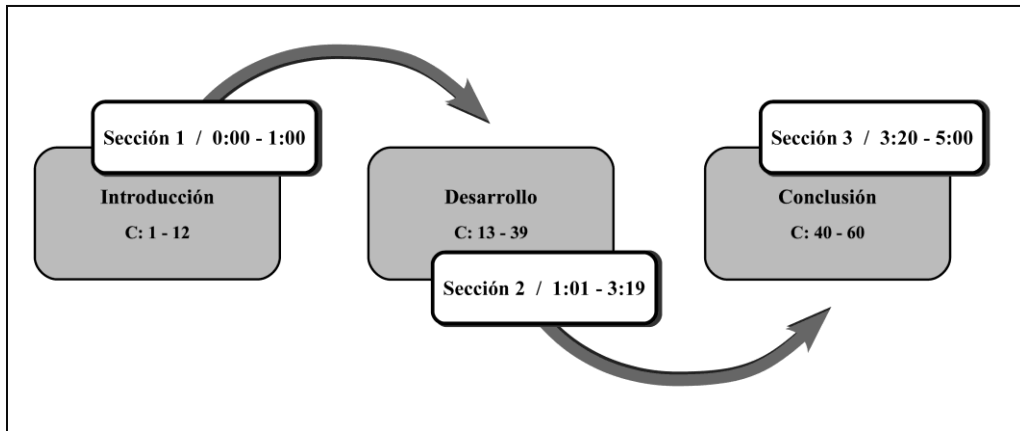 Sección 1 / 0:00 - 1:00
Introducción
C: 1 - 12
Desarrollo
C: 13 - 39
Sección 2 / 1:01 - 3:19
Sección 3 / 3:20 - 5:00
Conclusión
C: 40 - 60